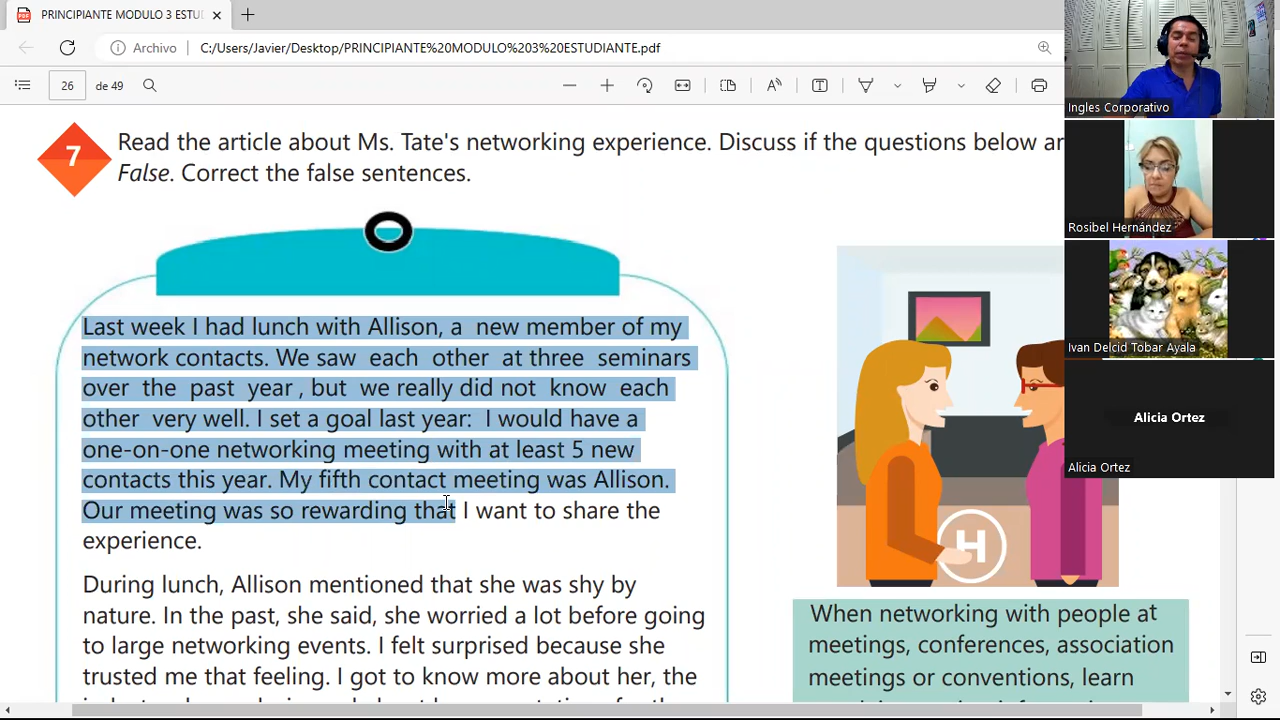 PRINCIPIANTE MODULO 3 ESTUD
Archivo
C:/Users/Javier/Desktop/PRINCIPIANTE%20MODULO%203%20ESTUDIANTE.pdf
26
de 49
7
Read the article about Ms. Tate's networking experience. Discuss if the questions below
False. Correct the false sentences.
Last week I had lunch with Allison, a new member of my
network contacts. We saw each other at three seminars
over the past year , but we really did not know each
other very well. I set a goal last year: I would have a
one-on-one networking meeting with at least 5 new
contacts this year. My fifth contact meeting was Allison.
Our meeting was so rewarding that I want to share the
experience.
During lunch, Allison mentioned that she was shy by
nature. In the past, she said, she worried a lot before going
to large networking events. I felt surprised because she
trusted me that feeling. I got to know more about her, the
H
When networking with people at
meetings, conferences, association
meetings or conventions, learn
Ingles Corporativo
Rosibel Hernández
Ivan Delcid Tobar Ayala
Alicia Ortez
Alicia Ortez